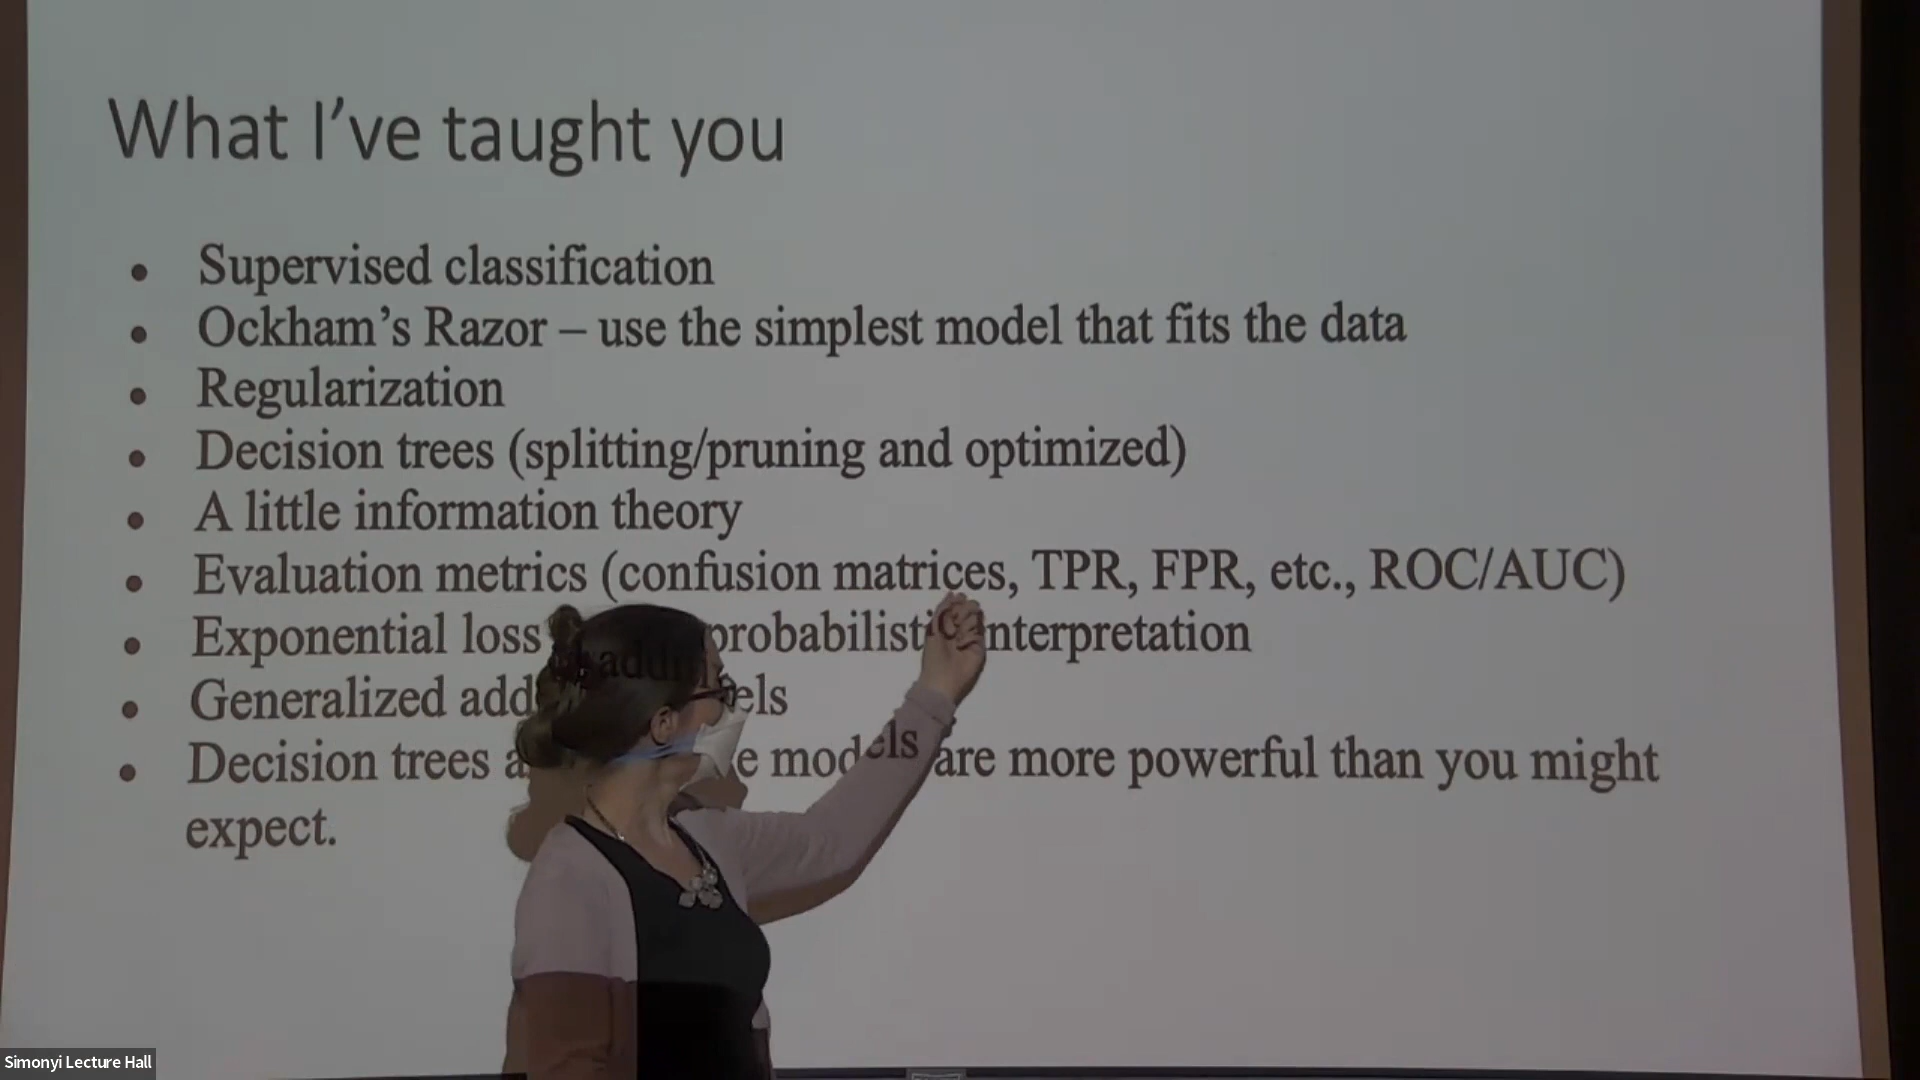 What I’ve taught you
• Supervised classification
• Ockham’s Razor – use the simplest model that fits the data
• Regularization
• Decision trees (splitting/pruning and optimized)
• A little information theory
• Evaluation metrics (confusion matrices, TPR, FPR, etc., ROC/AUC)
• Exponential loss probabilistic interpretation
• Generalized
• Decision trees models are more powerful than you might
expect.
Simonyi Lecture Hall